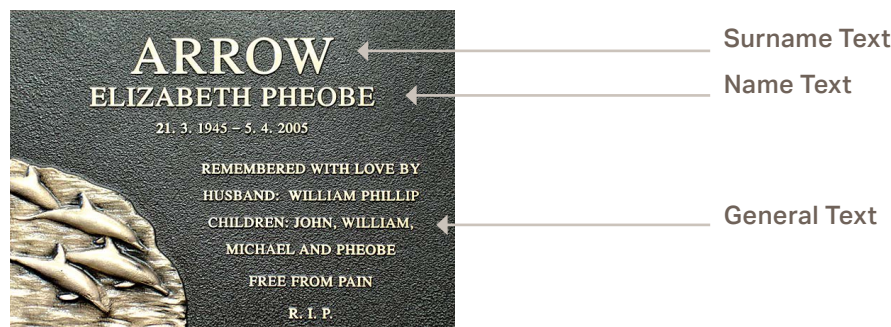 ARROW
Surname Text
ELIZABETH PHEOBE
Name Text
21. 3. 1945 – 5. 4. 2005
REMEMBERED WITH LOVE BY
HUSBAND: WILLIAM PHILLIP
CHILDREN: JOHN, WILLIAM,
General Text
MICHAEL AND PHEOBE
FREE FROM PAIN
R. I. P.